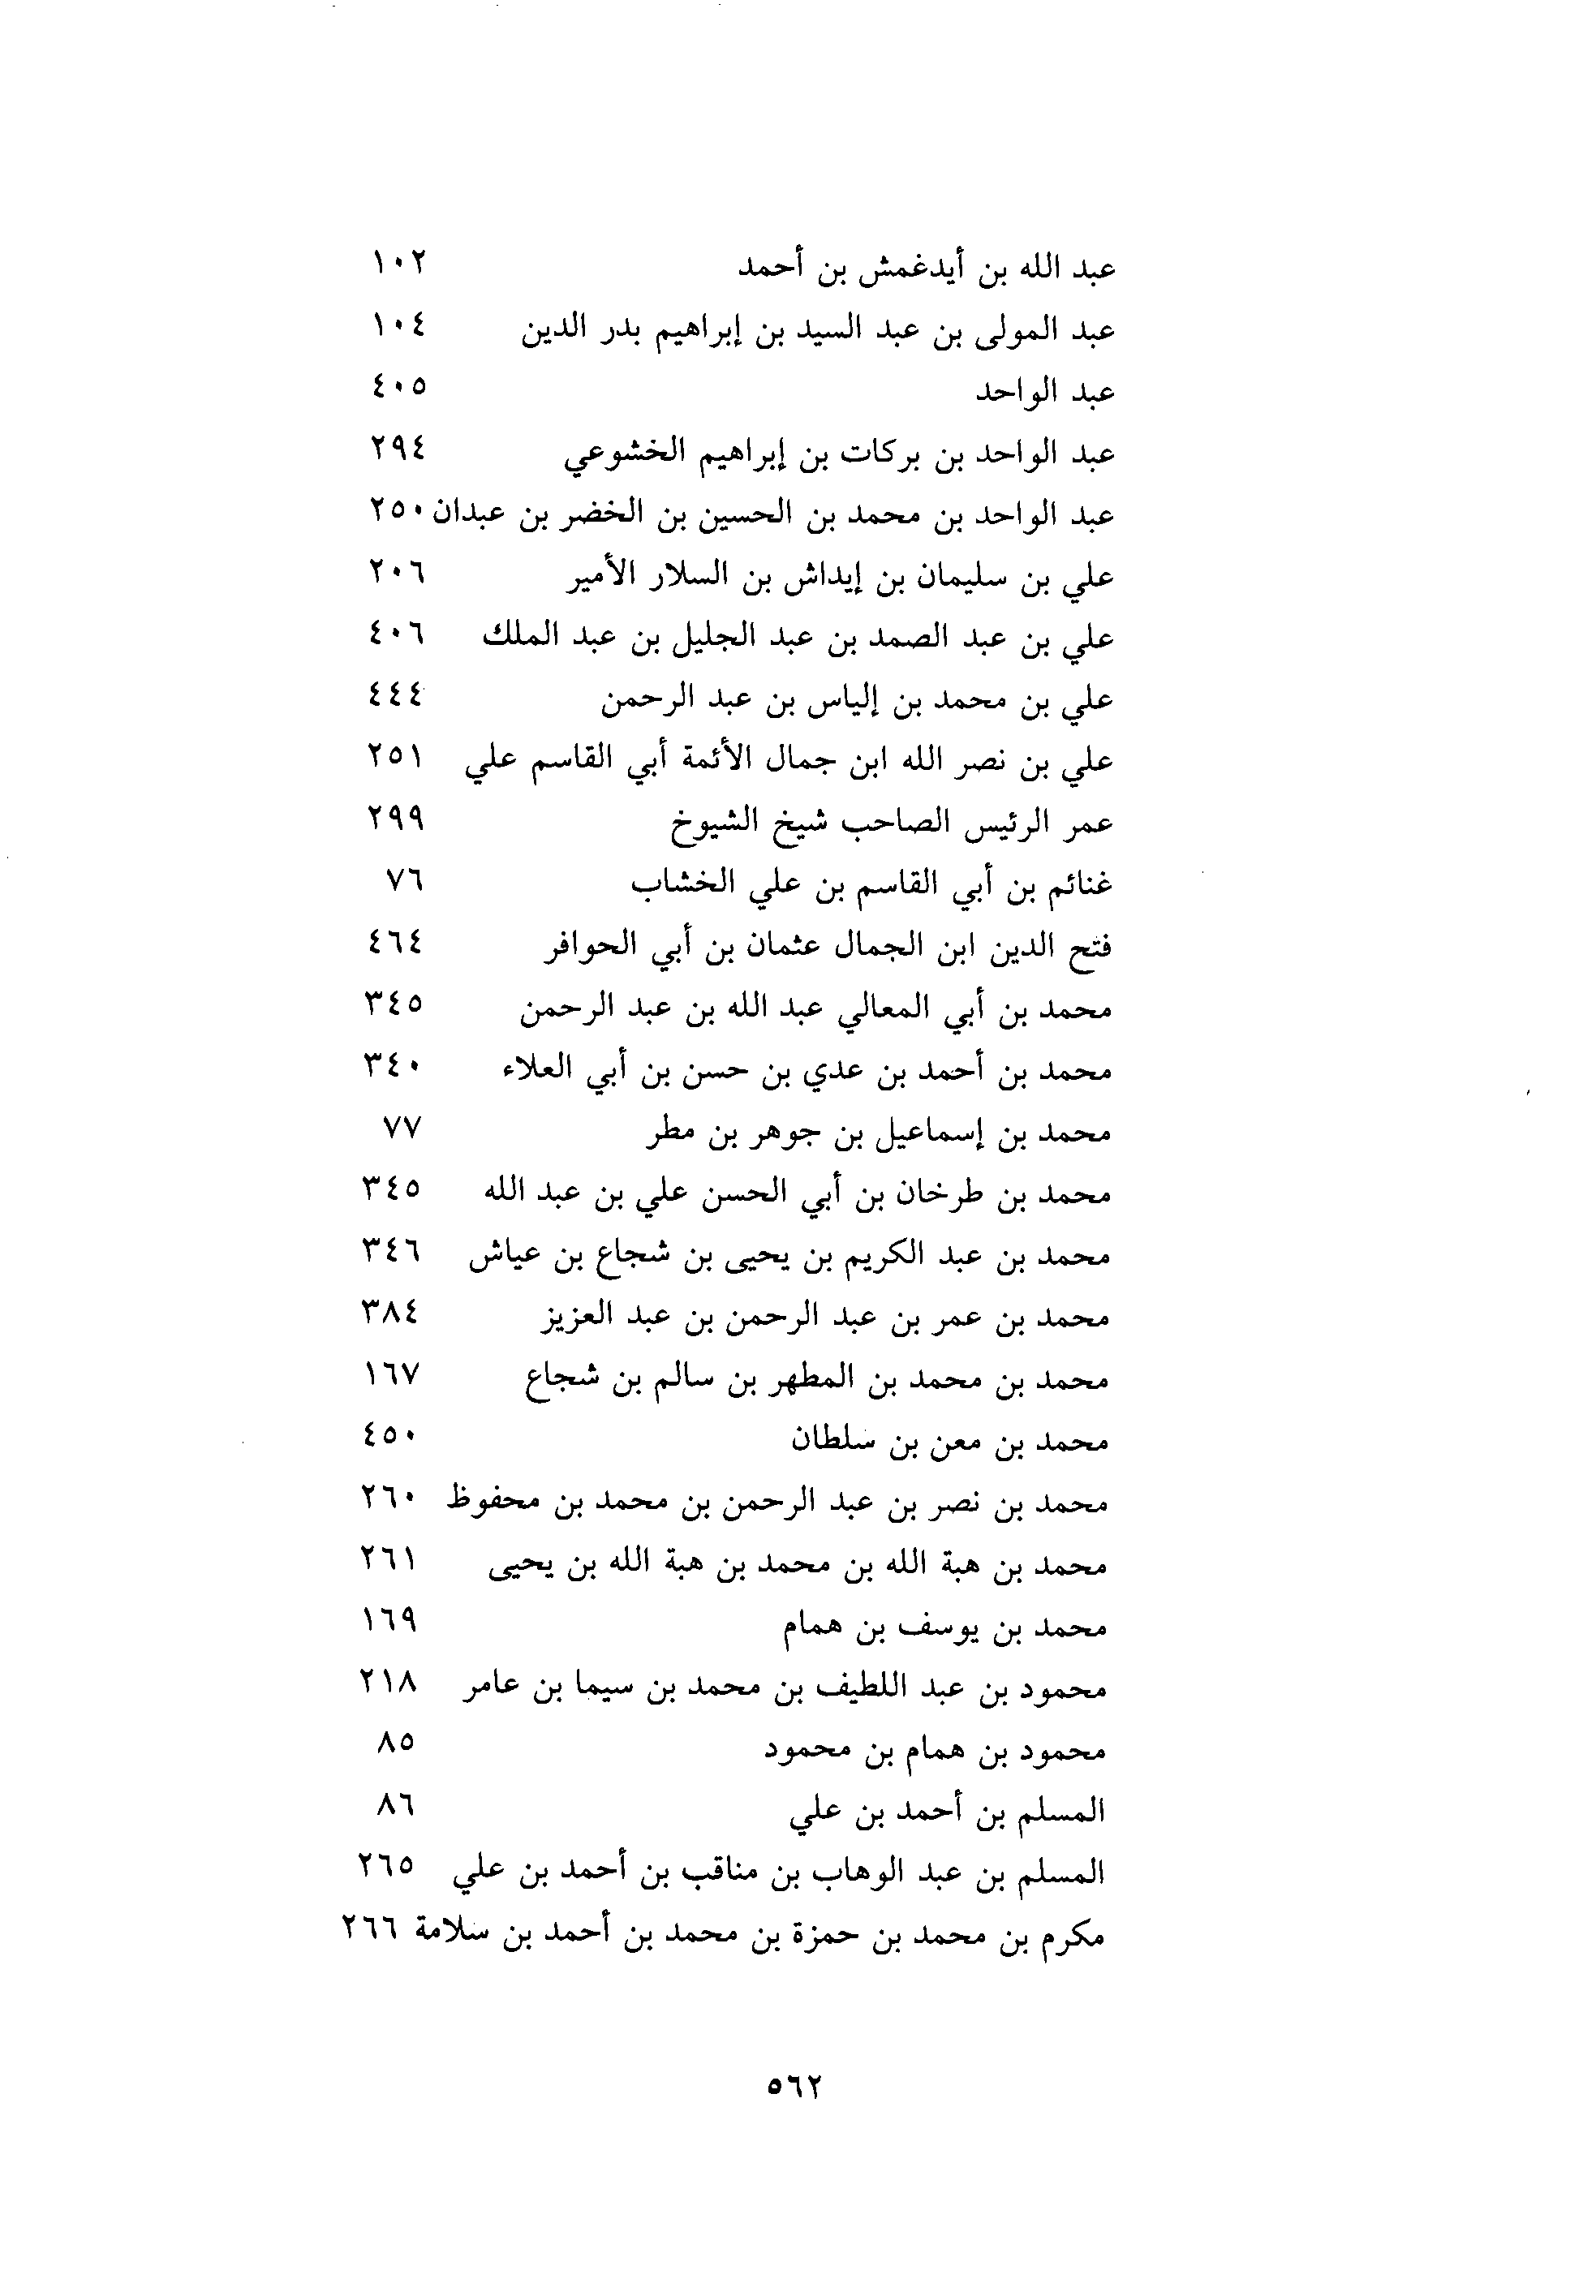 عبد الله بن أيدغمش بن أحمد ١٠٢
عبد المولى بن عبد السيد بن إبراهيم بدر الدين ١٠٤
عبد الواحد ٤٠٥
عبد الواحد بن بركات بن إبراهيم الخشوعي ٢٩٤
عبد الواحد بن محمد بن الحسين بن الخضر بن عبدان ٢٥٠
علي بن سليمان بن إيداش بن السلار الأمير ٢٠٦
علي بن عبد الصمد بن عبد الجليل بن عبد الملك ٤٠٦
علي بن محمد بن إلياس بن عبد الرحمن ٤٤٤
علي بن نصر الله ابن جمال الأئمة أبي القاسم علي ٢٥١
عمر الرئيس الصاحب شيخ الشيوخ ٢٩٩
غنائم بن أبي القاسم بن علي الخشاب ٧٦
فتح الدين ابن الجمال عثمان بن أبي الحوافر ٤٦٤
محمد بن أبي المعالي عبد الله بن عبد الرحمن ٣٤٥
محمد بن أحمد بن عدي بن حسن بن أبي العلاء ٣٤٠
محمد بن إسماعيل بن جوهر بن مطر ٧٧
محمد بن طرخان بن أبي الحسن علي بن عبد الله ٣٤٥
محمد بن عبد الكريم بن يحيى بن شجاع بن عياش ٣٤٦
محمد بن عمر بن عبد الرحمن بن عبد العزيز ٣٨٤
محمد بن محمد بن المطهر بن سالم بن شجاع ١٦٧
محمد بن معن بن سلطان ٤٥٠
محمد بن نصر بن عبد الرحمن بن محمد بن محفوظ ٢٦٠
محمد بن هبة الله بن محمد بن هبة الله بن يحيى ٢٦١
محمد بن يوسف بن همام ١٦٩
محمود بن عبد اللطيف بن محمد بن سيما بن عامر ٢١٨
محمود بن همام بن محمود ٨٥
المسلم بن أحمد بن علي ٨٦
المسلم بن عبد الوهاب بن مناقب بن أحمد بن علي ٢٦٥
مكرم بن محمد بن حمزة بن محمد بن أحمد بن سلامة ٢٦٦
٥٦٢